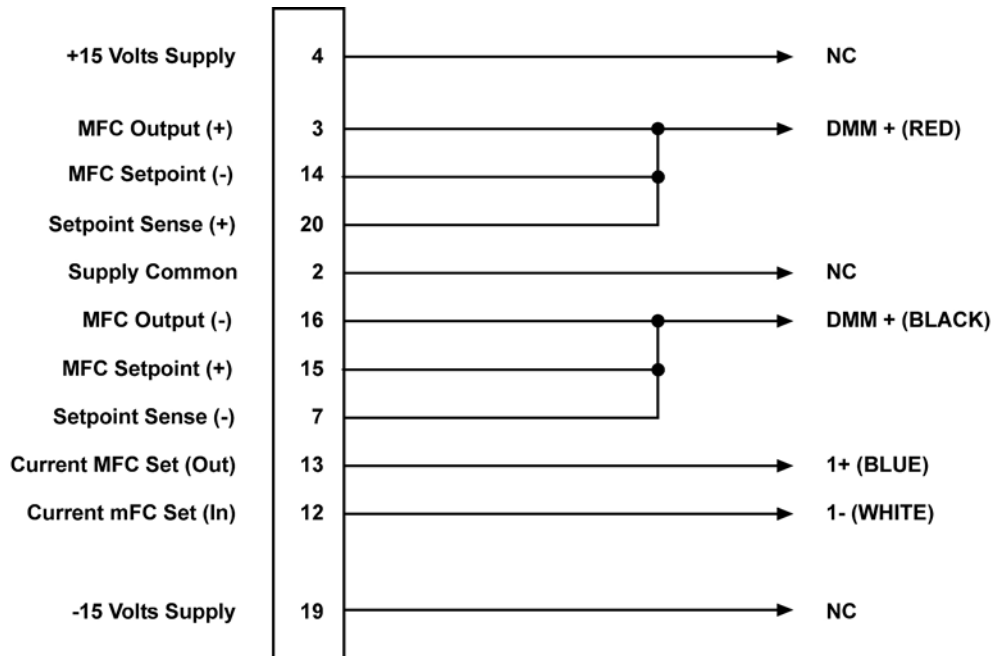 +15 Volts Supply 4 NC
MFC Output (+) 3 DMM + (RED)
MFC Setpoint (-) 14
Setpoint Sense (+) 20
Supply Common 2 NC
MFC Output (-) 16 DMM + (BLACK)
MFC Setpoint (+) 15
Setpoint Sense (-) 7
Current MFC Set (Out) 13 1+ (BLUE)
Current mFC Set (In) 12 1- (WHITE)
-15 Volts Supply 19 NC